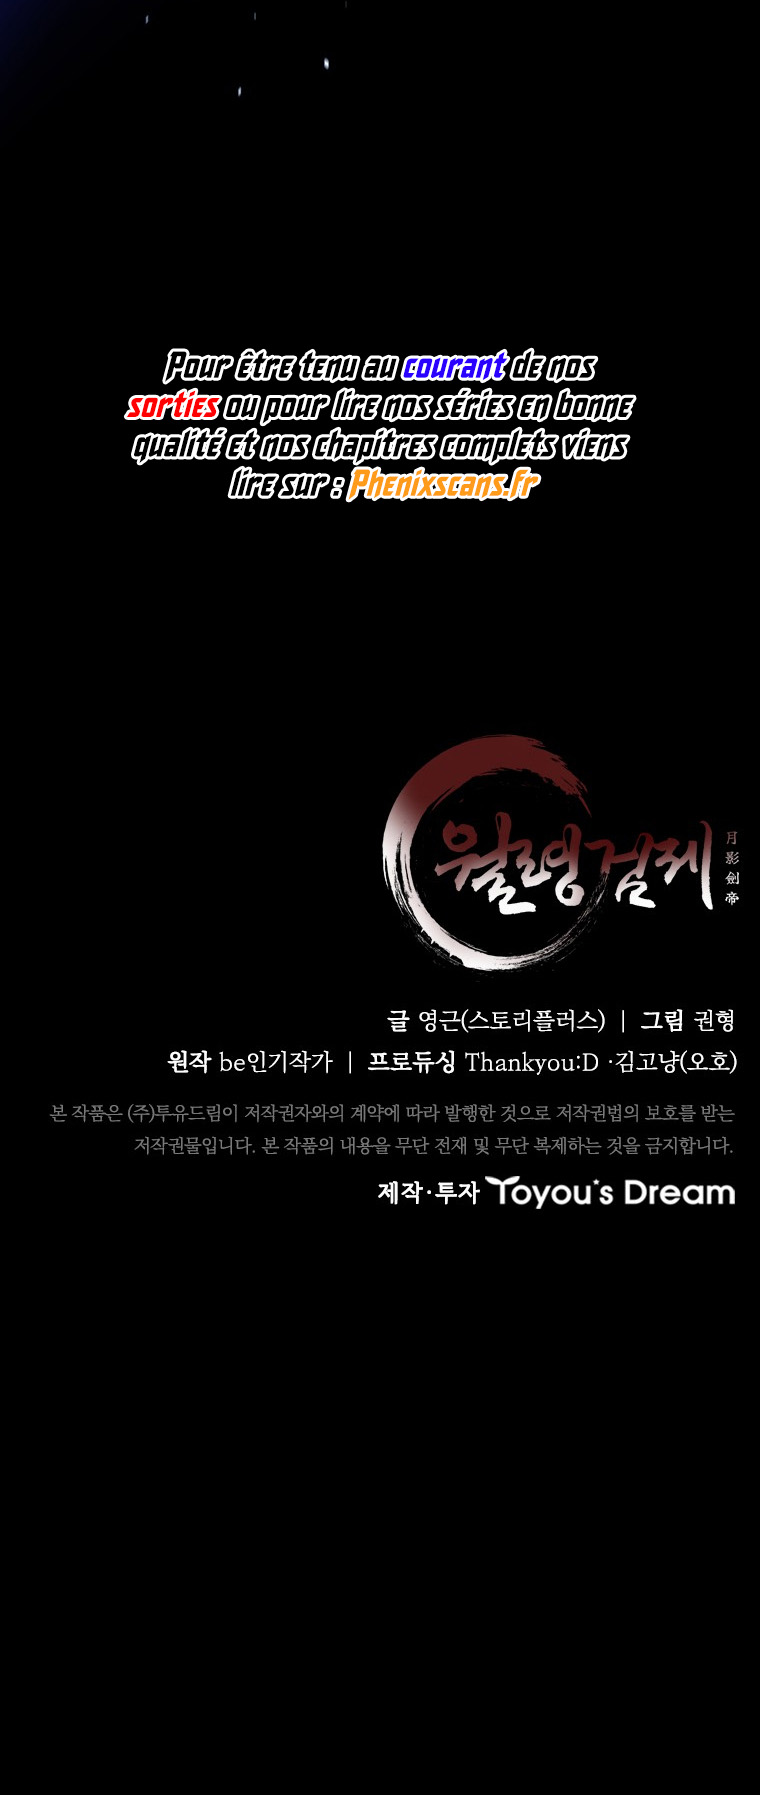 Pour être tenu au courant de nos
sorties ou pour lire nos séries en bonne
qualité et nos chapitres complets viens
lire sur : Phenixscans.fr
월영검제
月影劍帝
글 영근(스토리플러스) | 그림 권형
원작 be인기작가 | 프로듀싱 Thankyou:D ·김고냥(오호)
본 작품은 (주)투유드림이 저작권자와의 계약에 따라 발행한 것으로 저작권법의 보호를 받는
저작권물입니다. 본 작품의 내용을 무단 전재 및 무단 복제하는 것을 금지합니다.
제작·투자 Toyou's Dream